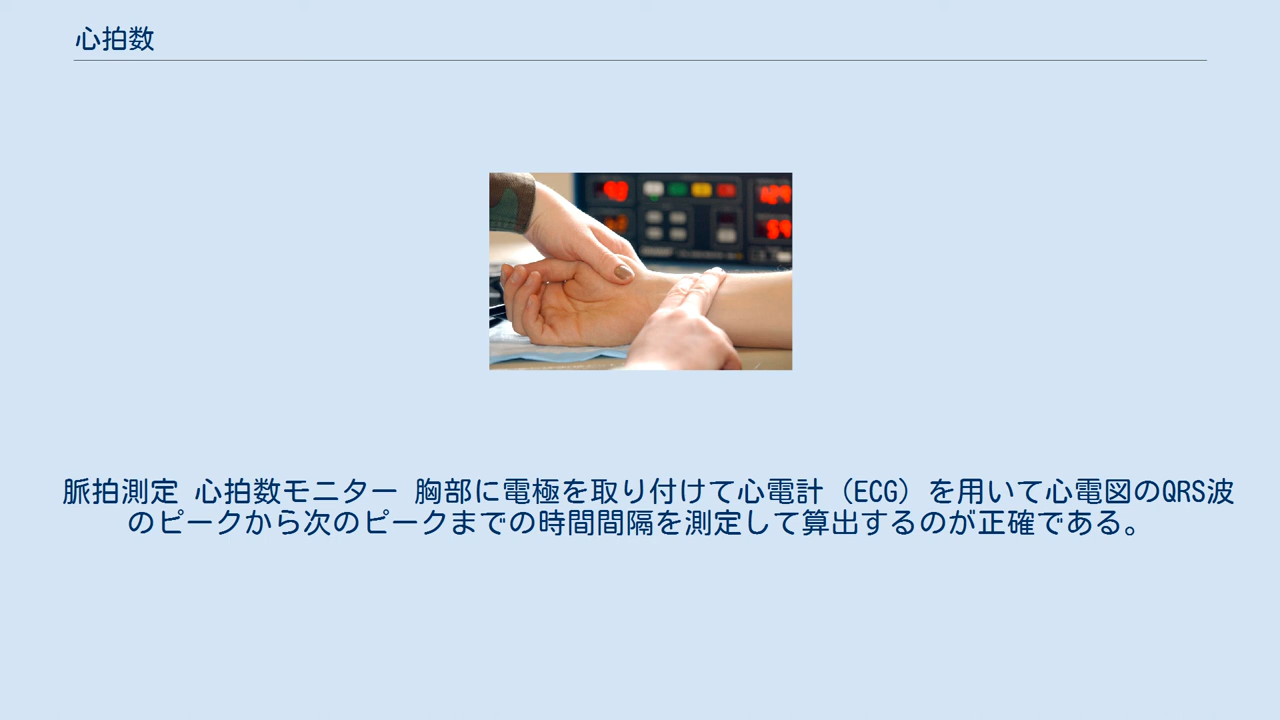 心拍数
脈拍測定 心拍数モニター 胸部に電極を取り付けて心電計（ECG）を用いて心電図のQRS波
のピークから次のピークまでの時間間隔を測定して算出するのが正確である。